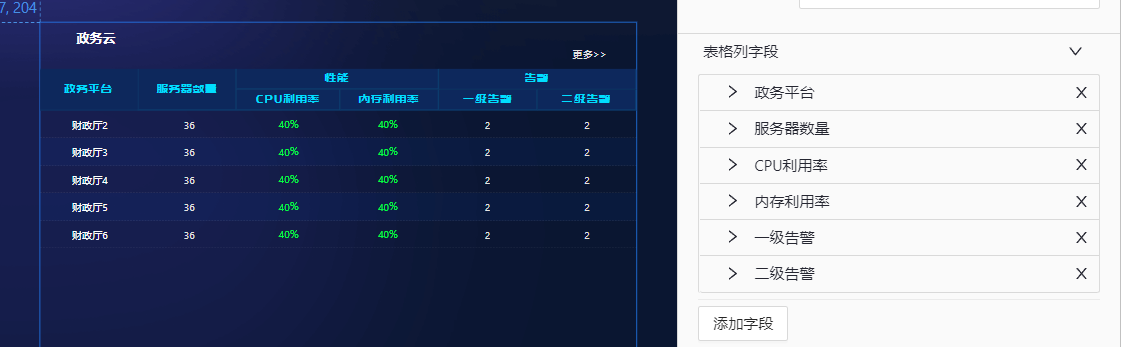 7, 204
政务云
更多>>
政务平台 服务器数量 性能 告警
CPU利用率 内存利用率 一级告警 二级告警
财政厅2 36 40% 40% 2 2
财政厅3 36 40% 40% 2 2
财政厅4 36 40% 40% 2 2
财政厅5 36 40% 40% 2 2
财政厅6 36 40% 40% 2 2
表格列字段
政务平台 X
服务器数量 X
CPU利用率 X
内存利用率 X
一级告警 X
二级告警 X
添加字段